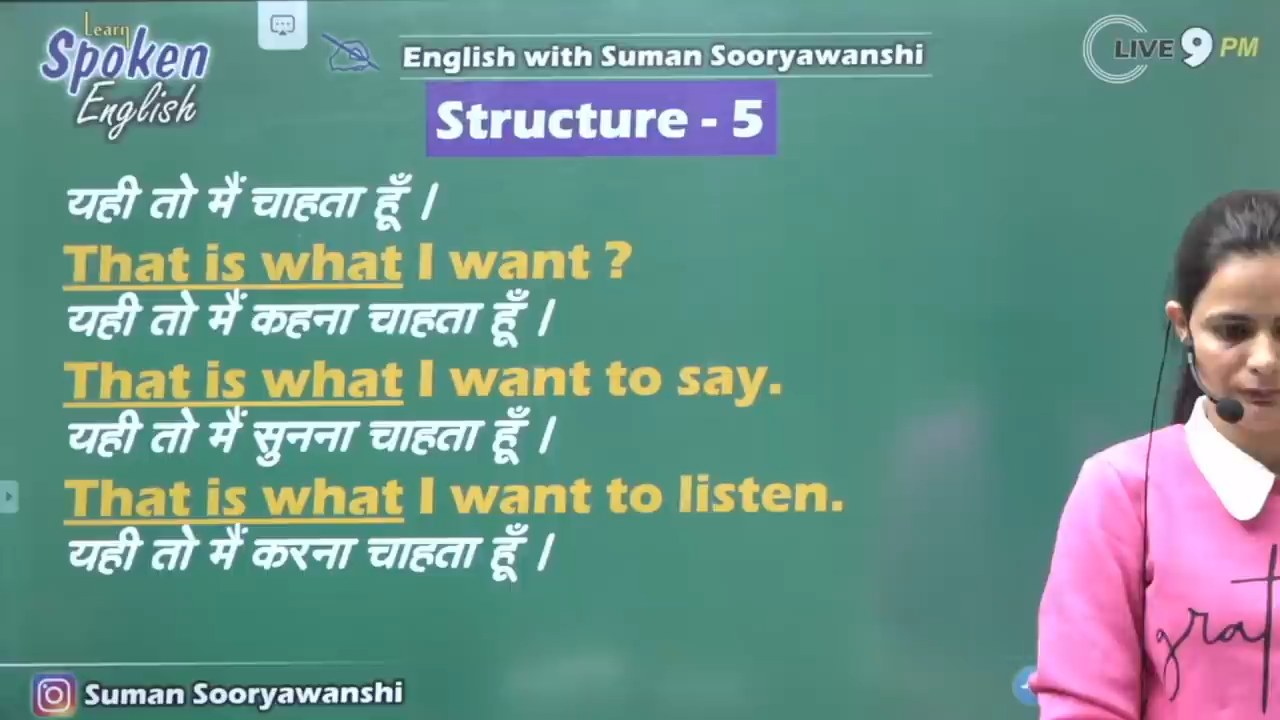 Learn
Spoken
English
English with Suman Sooryawanshi
LIVE 9 PM
Structure - 5
यही तो मैं चाहता हूँ ।
That is what I want ?
यही तो मैं कहना चाहता हूँ ।
That is what I want to say.
यही तो मैं सुनना चाहता हूँ ।
That is what I want to listen.
यही तो मैं करना चाहता हूँ ।
Suman Sooryawanshi